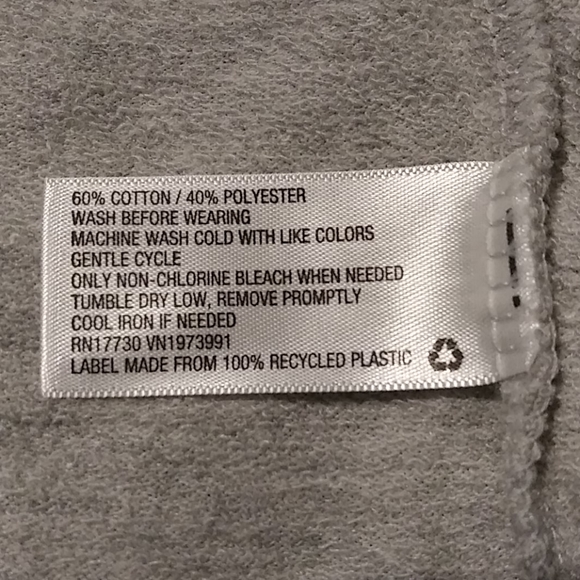 60% COTTON / 40% POLYESTER
WASH BEFORE WEARING
MACHINE WASH COLD WITH LIKE COLORS
GENTLE CYCLE
ONLY NON-CHLORINE BLEACH WHEN NEEDED
TUMBLE DRY LOW, REMOVE PROMPTLY
COOL IRON IF NEEDED
RN17730 VN1973991
LABEL MADE FROM 100% RECYCLED PLASTIC